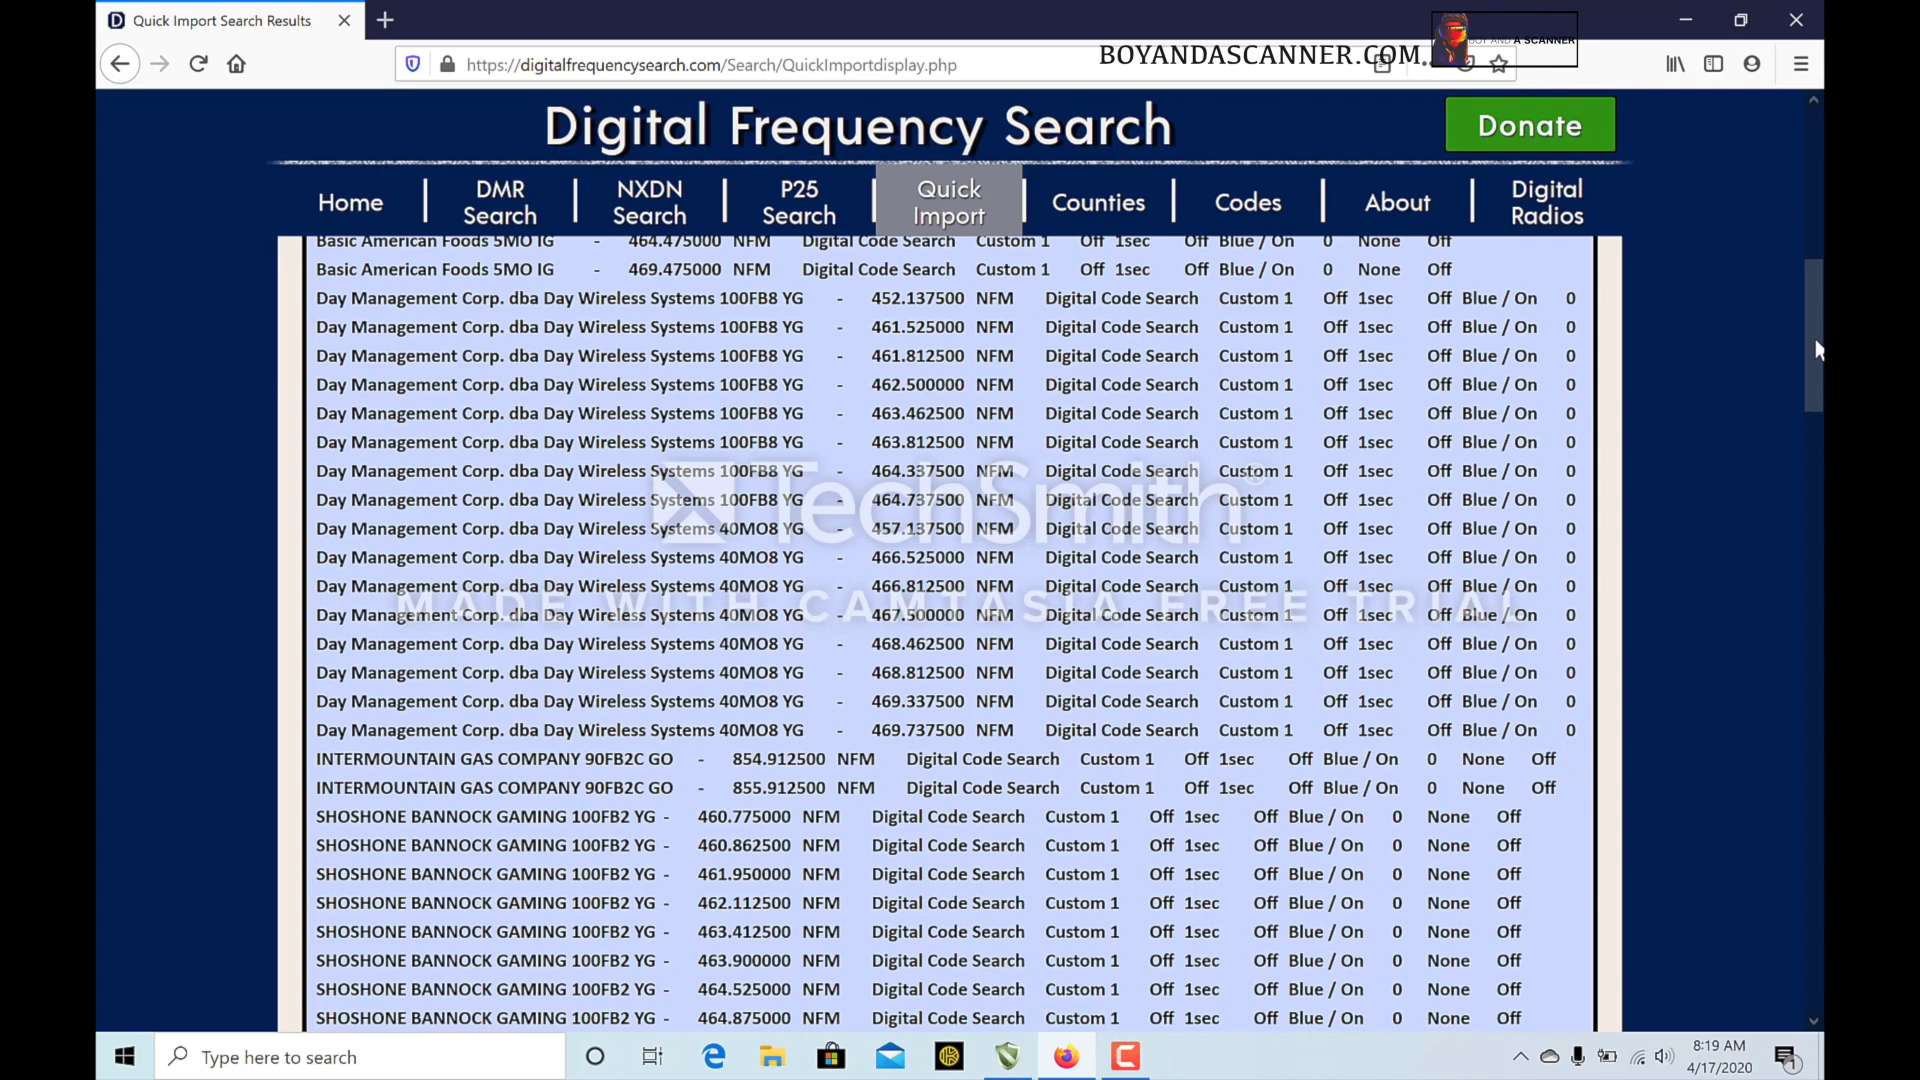 Quick Import Search Results
BOYANDASCANNER.COM
BOY AND A SCANNER
https://digitalfrequencysearch.com/Search/QuickImportdisplay.php
Digital Frequency Search
Donate
Home
DMR Search
NXDN Search
P25 Search
Quick Import
Counties
Codes
About
Digital Radios
Basic American Foods 5MO IG - 464.475000 NFM Digital Code Search Custom 1 Off 1sec Off Blue / On 0 None Off
Basic American Foods 5MO IG - 469.475000 NFM Digital Code Search Custom 1 Off 1sec Off Blue / On 0 None Off
Day Management Corp. dba Day Wireless Systems 100FB8 YG - 452.137500 NFM Digital Code Search Custom 1 Off 1sec Off Blue / On 0
Day Management Corp. dba Day Wireless Systems 100FB8 YG - 461.525000 NFM Digital Code Search Custom 1 Off 1sec Off Blue / On 0
Day Management Corp. dba Day Wireless Systems 100FB8 YG - 461.812500 NFM Digital Code Search Custom 1 Off 1sec Off Blue / On 0
Day Management Corp. dba Day Wireless Systems 100FB8 YG - 462.500000 NFM Digital Code Search Custom 1 Off 1sec Off Blue / On 0
Day Management Corp. dba Day Wireless Systems 100FB8 YG - 463.462500 NFM Digital Code Search Custom 1 Off 1sec Off Blue / On 0
Day Management Corp. dba Day Wireless Systems 100FB8 YG - 463.812500 NFM Digital Code Search Custom 1 Off 1sec Off Blue / On 0
Day Management Corp. dba Day Wireless Systems 100FB8 YG - 464.337500 NFM Digital Code Search Custom 1 Off 1sec Off Blue / On 0
Day Management Corp. dba Day Wireless Systems 100FB8 YG - 464.737500 NFM Digital Code Search Custom 1 Off 1sec Off Blue / On 0
TechSmith®
Day Management Corp. dba Day Wireless Systems 40MO8 YG - 457.137500 NFM Digital Code Search Custom 1 Off 1sec Off Blue / On 0
Day Management Corp. dba Day Wireless Systems 40MO8 YG - 466.525000 NFM Digital Code Search Custom 1 Off 1sec Off Blue / On 0
Day Management Corp. dba Day Wireless Systems 40MO8 YG - 466.812500 NFM Digital Code Search Custom 1 Off 1sec Off Blue / On 0
MADE WITH CAMTASIA FREE TRIAL
Day Management Corp. dba Day Wireless Systems 40MO8 YG - 467.500000 NFM Digital Code Search Custom 1 Off 1sec Off Blue / On 0
Day Management Corp. dba Day Wireless Systems 40MO8 YG - 468.462500 NFM Digital Code Search Custom 1 Off 1sec Off Blue / On 0
Day Management Corp. dba Day Wireless Systems 40MO8 YG - 468.812500 NFM Digital Code Search Custom 1 Off 1sec Off Blue / On 0
Day Management Corp. dba Day Wireless Systems 40MO8 YG - 469.337500 NFM Digital Code Search Custom 1 Off 1sec Off Blue / On 0
Day Management Corp. dba Day Wireless Systems 40MO8 YG - 469.737500 NFM Digital Code Search Custom 1 Off 1sec Off Blue / On 0
INTERMOUNTAIN GAS COMPANY 90FB2C GO - 854.912500 NFM Digital Code Search Custom 1 Off 1sec Off Blue / On 0 None Off
INTERMOUNTAIN GAS COMPANY 90FB2C GO - 855.912500 NFM Digital Code Search Custom 1 Off 1sec Off Blue / On 0 None Off
SHOSHONE BANNOCK GAMING 100FB2 YG - 460.775000 NFM Digital Code Search Custom 1 Off 1sec Off Blue / On 0 None Off
SHOSHONE BANNOCK GAMING 100FB2 YG - 460.862500 NFM Digital Code Search Custom 1 Off 1sec Off Blue / On 0 None Off
SHOSHONE BANNOCK GAMING 100FB2 YG - 461.950000 NFM Digital Code Search Custom 1 Off 1sec Off Blue / On 0 None Off
SHOSHONE BANNOCK GAMING 100FB2 YG - 462.112500 NFM Digital Code Search Custom 1 Off 1sec Off Blue / On 0 None Off
SHOSHONE BANNOCK GAMING 100FB2 YG - 463.412500 NFM Digital Code Search Custom 1 Off 1sec Off Blue / On 0 None Off
SHOSHONE BANNOCK GAMING 100FB2 YG - 463.900000 NFM Digital Code Search Custom 1 Off 1sec Off Blue / On 0 None Off
SHOSHONE BANNOCK GAMING 100FB2 YG - 464.525000 NFM Digital Code Search Custom 1 Off 1sec Off Blue / On 0 None Off
SHOSHONE BANNOCK GAMING 100FB2 YG - 464.875000 NFM Digital Code Search Custom 1 Off 1sec Off Blue / On 0 None Off
Type here to search
8:19 AM
4/17/2020
1